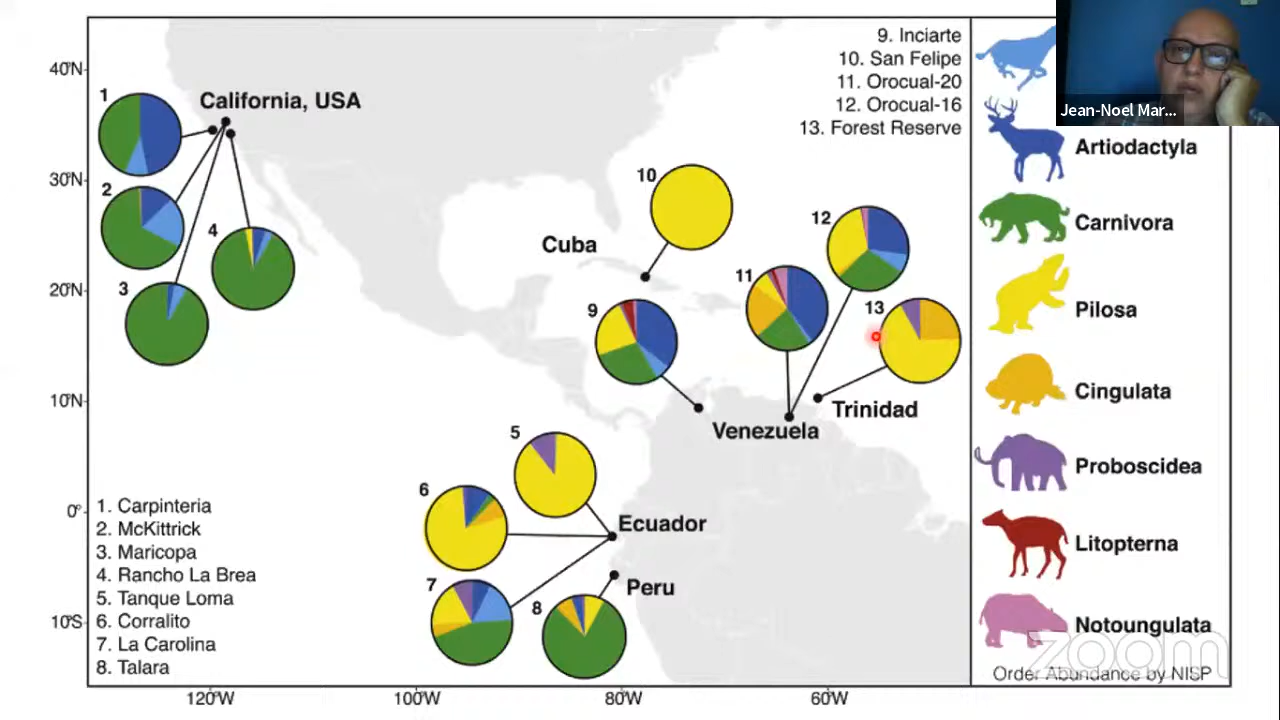 40°N
30°N
20°N
10°N
0°
10°S
120°W
100°W
80°W
60°W
1
California, USA
2
3
4
9. Inciarte
10. San Felipe
11. Orocual-20
12. Orocual-16
13. Forest Reserve
10
Cuba
9
11
12
13
Trinidad
Venezuela
5
6
7
8
Ecuador
Peru
1. Carpinteria
2. McKittrick
3. Maricopa
4. Rancho La Brea
5. Tanque Loma
6. Corralito
7. La Carolina
8. Talara
Jean-Noel Mar...
Artiodactyla
Carnivora
Pilosa
Cingulata
Proboscidea
Litopterna
Notoungulata
zoom
Order Abundance by NISP